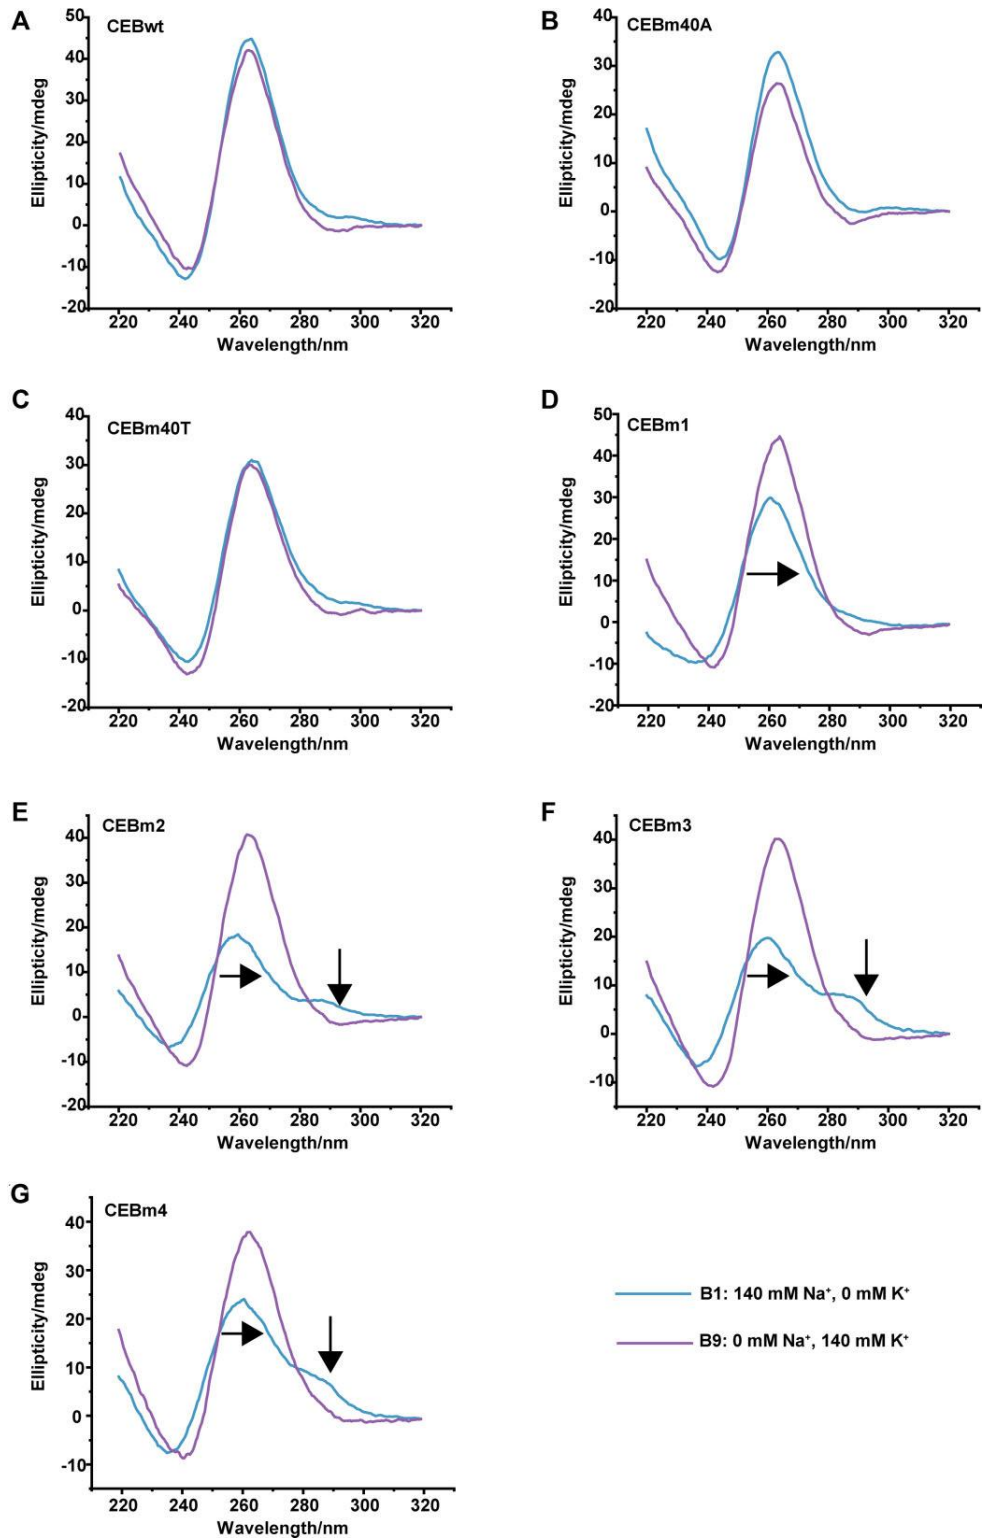 A
CEBwt
50
40
30
20
10
0
-10
-20
Ellipticity/mdeg
220 240 260 280 300 320
Wavelength/nm
B
CEBm40A
40
30
20
10
0
-10
-20
Ellipticity/mdeg
220 240 260 280 300 320
Wavelength/nm
C
CEBm40T
40
30
20
10
0
-10
-20
Ellipticity/mdeg
220 240 260 280 300 320
Wavelength/nm
D
CEBm1
50
40
30
20
10
0
-10
-20
Ellipticity/mdeg
220 240 260 280 300 320
Wavelength/nm
E
CEBm2
40
30
20
10
0
-10
-20
Ellipticity/mdeg
220 240 260 280 300 320
Wavelength/nm
F
CEBm3
40
30
20
10
0
-10
Ellipticity/mdeg
220 240 260 280 300 320
Wavelength/nm
G
CEBm4
40
30
20
10
0
-10
Ellipticity/mdeg
220 240 260 280 300 320
Wavelength/nm
B1: 140 mM Na⁺, 0 mM K⁺
B9: 0 mM Na⁺, 140 mM K⁺